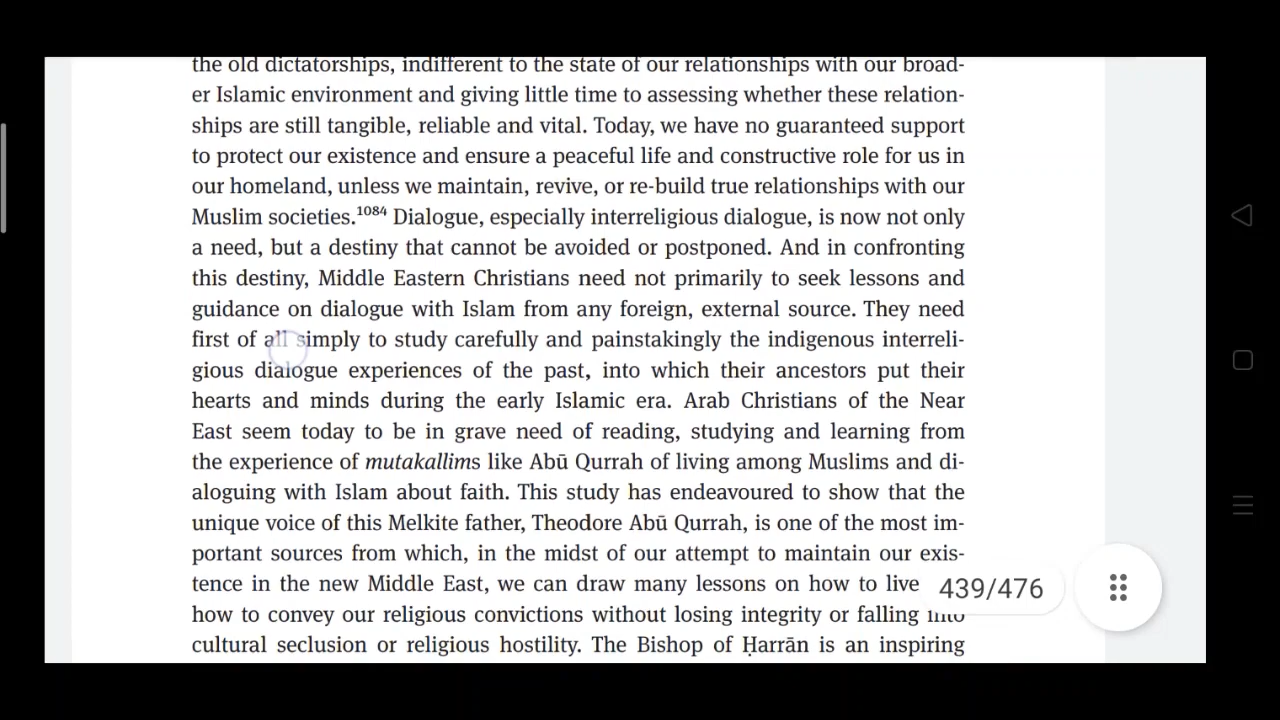 the old dictatorships, indifferent to the state of our relationships with our broad-
er Islamic environment and giving little time to assessing whether these relation-
ships are still tangible, reliable and vital. Today, we have no guaranteed support
to protect our existence and ensure a peaceful life and constructive role for us in
our homeland, unless we maintain, revive, or re-build true relationships with our
Muslim societies.¹⁰⁸⁴ Dialogue, especially interreligious dialogue, is now not only
a need, but a destiny that cannot be avoided or postponed. And in confronting
this destiny, Middle Eastern Christians need not primarily to seek lessons and
guidance on dialogue with Islam from any foreign, external source. They need
first of all simply to study carefully and painstakingly the indigenous interreli-
gious dialogue experiences of the past, into which their ancestors put their
hearts and minds during the early Islamic era. Arab Christians of the Near
East seem today to be in grave need of reading, studying and learning from
the experience of mutakallims like Abū Qurrah of living among Muslims and di-
aloguing with Islam about faith. This study has endeavoured to show that the
unique voice of this Melkite father, Theodore Abū Qurrah, is one of the most im-
portant sources from which, in the midst of our attempt to maintain our exis-
tence in the new Middle East, we can draw many lessons on how to live
how to convey our religious convictions without losing integrity or falling into
cultural seclusion or religious hostility. The Bishop of Ḥarrān is an inspiring
439/476